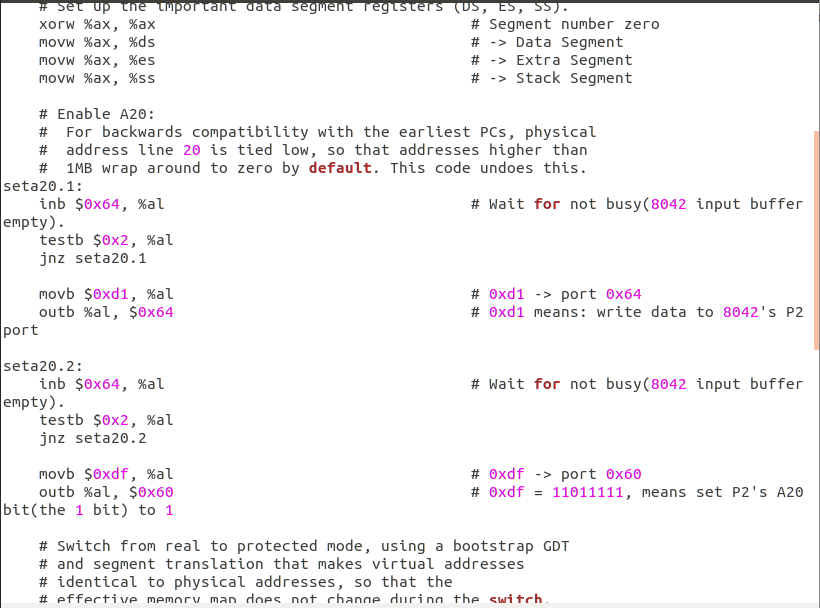 # Set up the important data segment registers (DS, ES, SS).
xorw %ax, %ax # Segment number zero
movw %ax, %ds # -> Data Segment
movw %ax, %es # -> Extra Segment
movw %ax, %ss # -> Stack Segment
# Enable A20:
# For backwards compatibility with the earliest PCs, physical
# address line 20 is tied low, so that addresses higher than
# 1MB wrap around to zero by default. This code undoes this.
seta20.1:
inb $0x64, %al # Wait for not busy(8042 input buffer
empty).
testb $0x2, %al
jnz seta20.1
movb $0xd1, %al # 0xd1 -> port 0x64
outb %al, $0x64 # 0xd1 means: write data to 8042's P2
port
seta20.2:
inb $0x64, %al # Wait for not busy(8042 input buffer
empty).
testb $0x2, %al
jnz seta20.2
movb $0xdf, %al # 0xdf -> port 0x60
outb %al, $0x60 # 0xdf = 11011111, means set P2's A20
bit(the 1 bit) to 1
# Switch from real to protected mode, using a bootstrap GDT
# and segment translation that makes virtual addresses
# identical to physical addresses, so that the
# effective memory map does not change during the switch.